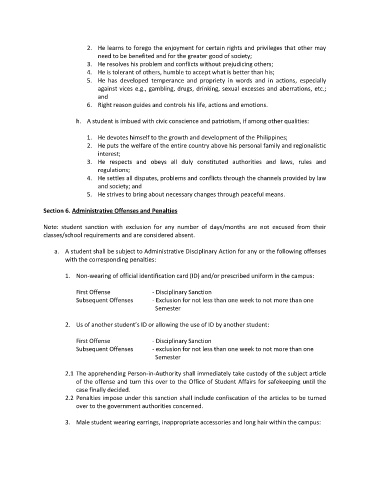 2. He learns to forego the enjoyment for certain rights and privileges that other may
need to be benefited and for the greater good of society;
3. He resolves his problem and conflicts without prejudicing others;
4. He is tolerant of others, humble to accept what is better than his;
5. He has developed temperance and propriety in words and in actions, especially
against vices e.g., gambling, drugs, drinking, sexual excesses and aberrations, etc.;
and
6. Right reason guides and controls his life, actions and emotions.
h. A student is imbued with civic conscience and patriotism, if among other qualities:
1. He devotes himself to the growth and development of the Philippines;
2. He puts the welfare of the entire country above his personal family and regionalistic
interest;
3. He respects and obeys all duly constituted authorities and laws, rules and
regulations;
4. He settles all disputes, problems and conflicts through the channels provided by law
and society; and
5. He strives to bring about necessary changes through peaceful means.
Section 6. Administrative Offenses and Penalties
Note: student sanction with exclusion for any number of days/months are not excused from their
classes/school requirements and are considered absent.
a. A student shall be subject to Administrative Disciplinary Action for any or the following offenses
with the corresponding penalties:
1. Non-wearing of official identification card (ID) and/or prescribed uniform in the campus:
First Offense - Disciplinary Sanction
Subsequent Offenses - Exclusion for not less than one week to not more than one
Semester
2. Us of another student's ID or allowing the use of ID by another student:
First Offense - Disciplinary Sanction
Subsequent Offenses - exclusion for not less than one week to not more than one
Semester
2.1 The apprehending Person-in-Authority shall immediately take custody of the subject article
of the offense and turn this over to the Office of Student Affairs for safekeeping until the
case finally decided.
2.2 Penalties impose under this sanction shall include confiscation of the articles to be turned
over to the government authorities concerned.
3. Male student wearing earrings, inappropriate accessories and long hair within the campus: